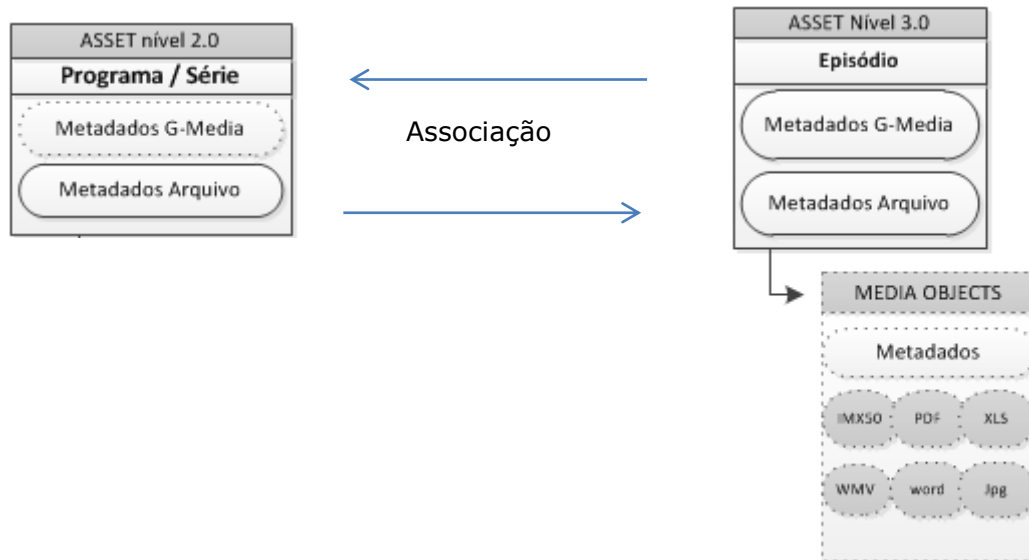 ASSET nível 2.0
Programa / Série
Metadados G-Media
Metadados Arquivo
Associação
ASSET Nível 3.0
Episódio
Metadados G-Media
Metadados Arquivo
MEDIA OBJECTS
Metadados
IMX50 PDF XLS
WMV word Jpg